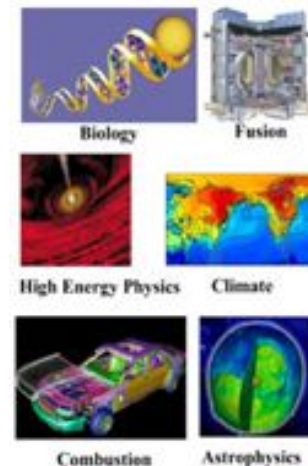 Biology Fusion
High Energy Physics Climate
Combustion Astrophysics